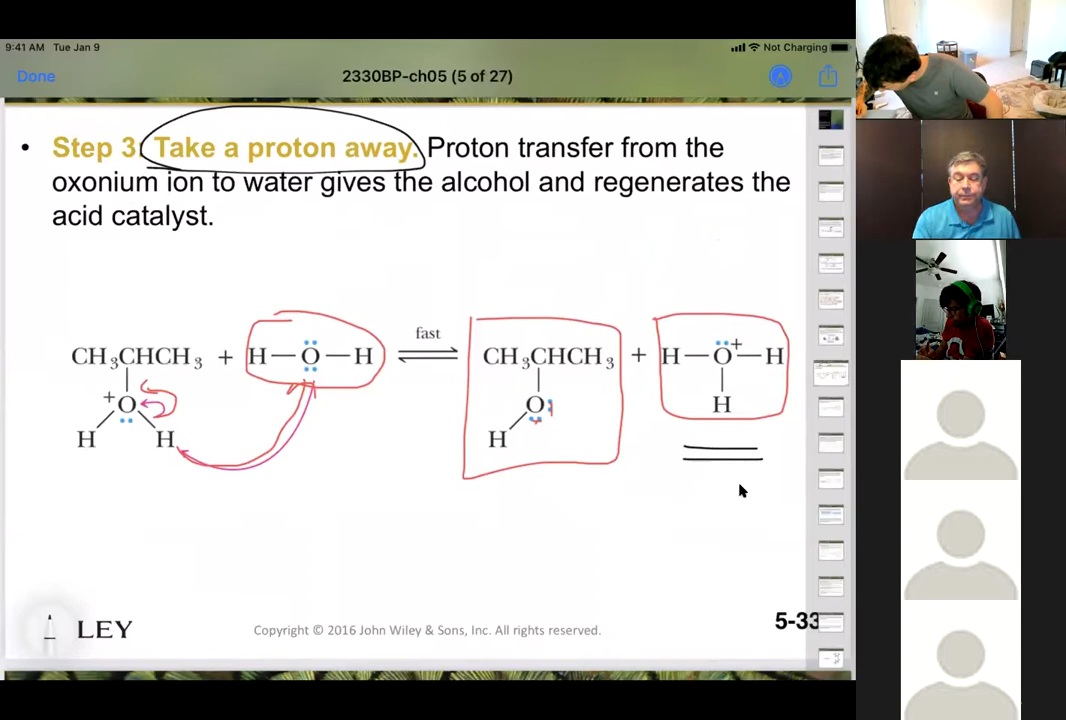 9:41 AM Tue Jan 9
Not Charging
Done
2330BP-ch05 (5 of 27)
• Step 3: Take a proton away. Proton transfer from the
oxonium ion to water gives the alcohol and regenerates the
acid catalyst.
fast
CH3CHCH3 + H—Ö—H ⇌ CH3CHCH3 + H—Ö+—H
+O
O
H
H H
H
LEY
Copyright © 2016 John Wiley & Sons, Inc. All rights reserved.
5-33